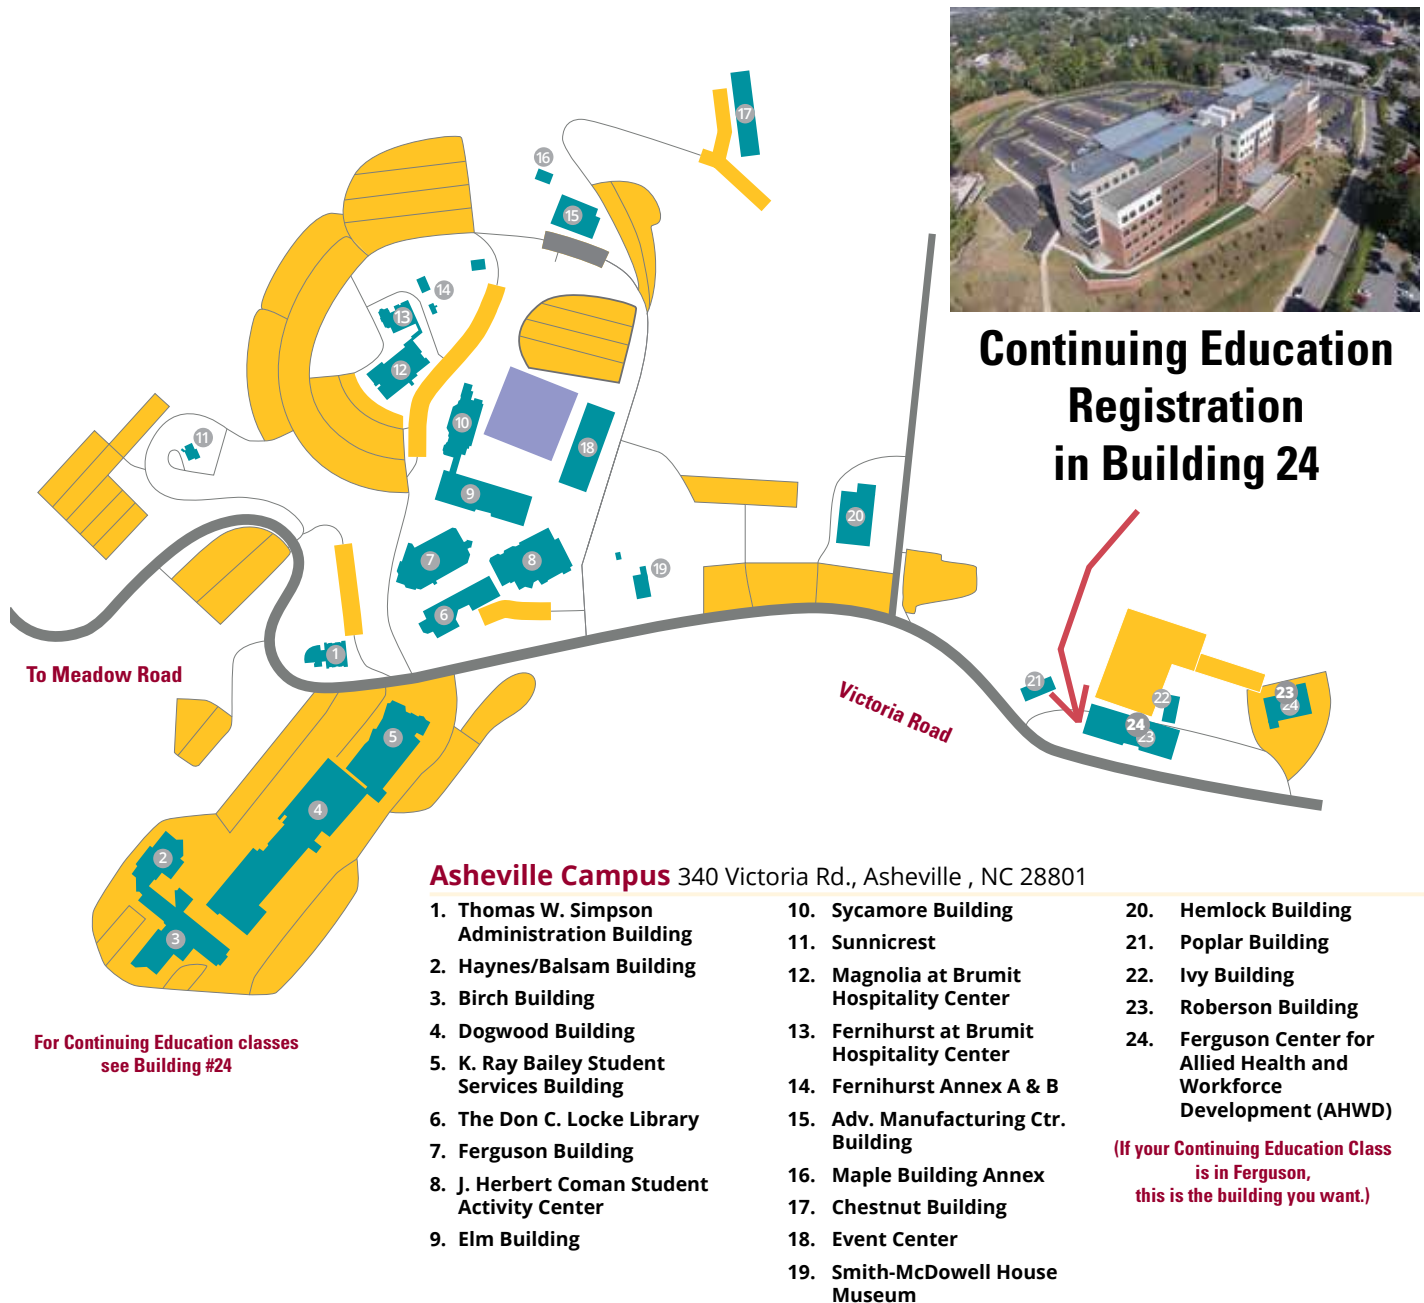 17
16
15
14
13
12
10
18
11
9
20
7
8
19
6
1
To Meadow Road
Continuing Education
Registration
in Building 24
21
22
23
24
24
23
Victoria Road
5
4
2
3
For Continuing Education classes
see Building #24
Asheville Campus 340 Victoria Rd., Asheville , NC 28801
1. Thomas W. Simpson
Administration Building
2. Haynes/Balsam Building
3. Birch Building
4. Dogwood Building
5. K. Ray Bailey Student
Services Building
6. The Don C. Locke Library
7. Ferguson Building
8. J. Herbert Coman Student
Activity Center
9. Elm Building
10. Sycamore Building
11. Sunnicrest
12. Magnolia at Brumit
Hospitality Center
13. Fernihurst at Brumit
Hospitality Center
14. Fernihurst Annex A & B
15. Adv. Manufacturing Ctr.
Building
16. Maple Building Annex
17. Chestnut Building
18. Event Center
19. Smith-McDowell House
Museum
20. Hemlock Building
21. Poplar Building
22. Ivy Building
23. Roberson Building
24. Ferguson Center for
Allied Health and
Workforce
Development (AHWD)
(If your Continuing Education Class
is in Ferguson,
this is the building you want.)